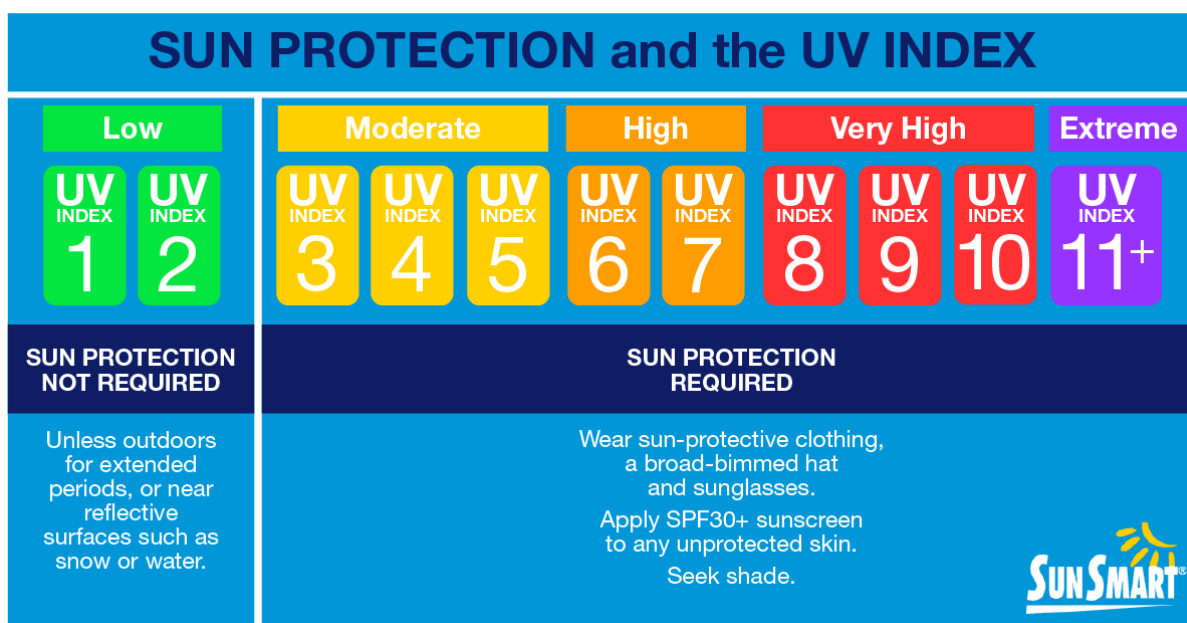 SUN PROTECTION and the UV INDEX
Low
UV
INDEX
1
UV
INDEX
2
SUN PROTECTION
NOT REQUIRED
Unless outdoors
for extended
periods, or near
reflective
surfaces such as
snow or water.
Moderate
UV
INDEX
3
UV
INDEX
4
UV
INDEX
5
High
UV
INDEX
6
UV
INDEX
7
Very High
UV
INDEX
8
UV
INDEX
9
UV
INDEX
10
Extreme
UV
INDEX
11+
SUN PROTECTION
REQUIRED
Wear sun-protective clothing,
a broad-bimmed hat
and sunglasses.
Apply SPF30+ sunscreen
to any unprotected skin.
Seek shade.
SUNSMART®